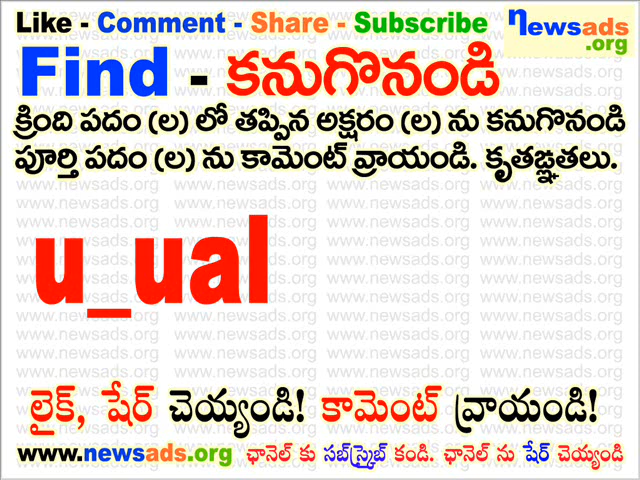 Like - Comment - Share - Subscribe
newsads
.org
Find - కనుగొనండి
క్రింది పదం (ల) లో తప్పిన అక్షరం (ల) ను కనుగొనండి
పూర్తి పదం (ల) ను కామెంట్ వ్రాయండి. కృతజ్ఞతలు.
u_ual
లైక్, షేర్ చెయ్యండి! కామెంట్ వ్రాయండి!
www.newsads.org ఛానెల్ కు సబ్‌స్క్రైబ్ కండి. ఛానెల్ ను షేర్ చెయ్యండి